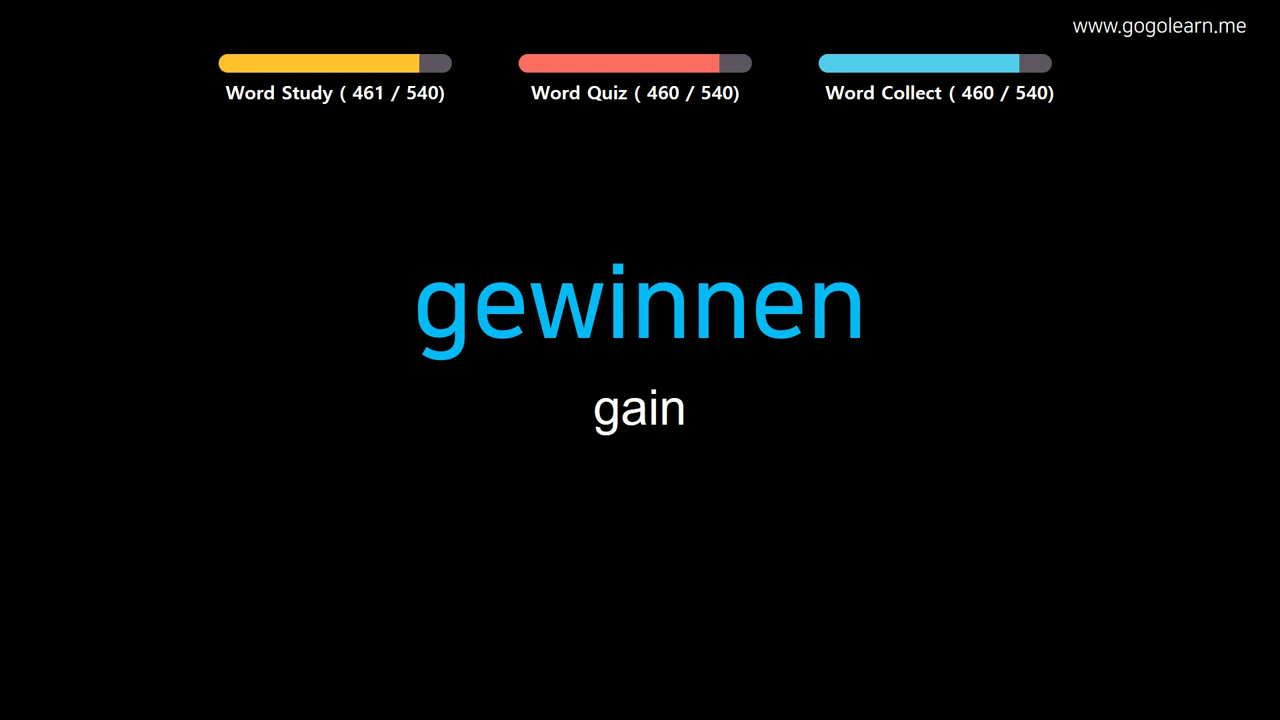 www.gogolearn.me
Word Study ( 461 / 540)
Word Quiz ( 460 / 540)
Word Collect ( 460 / 540)
gewinnen
gain